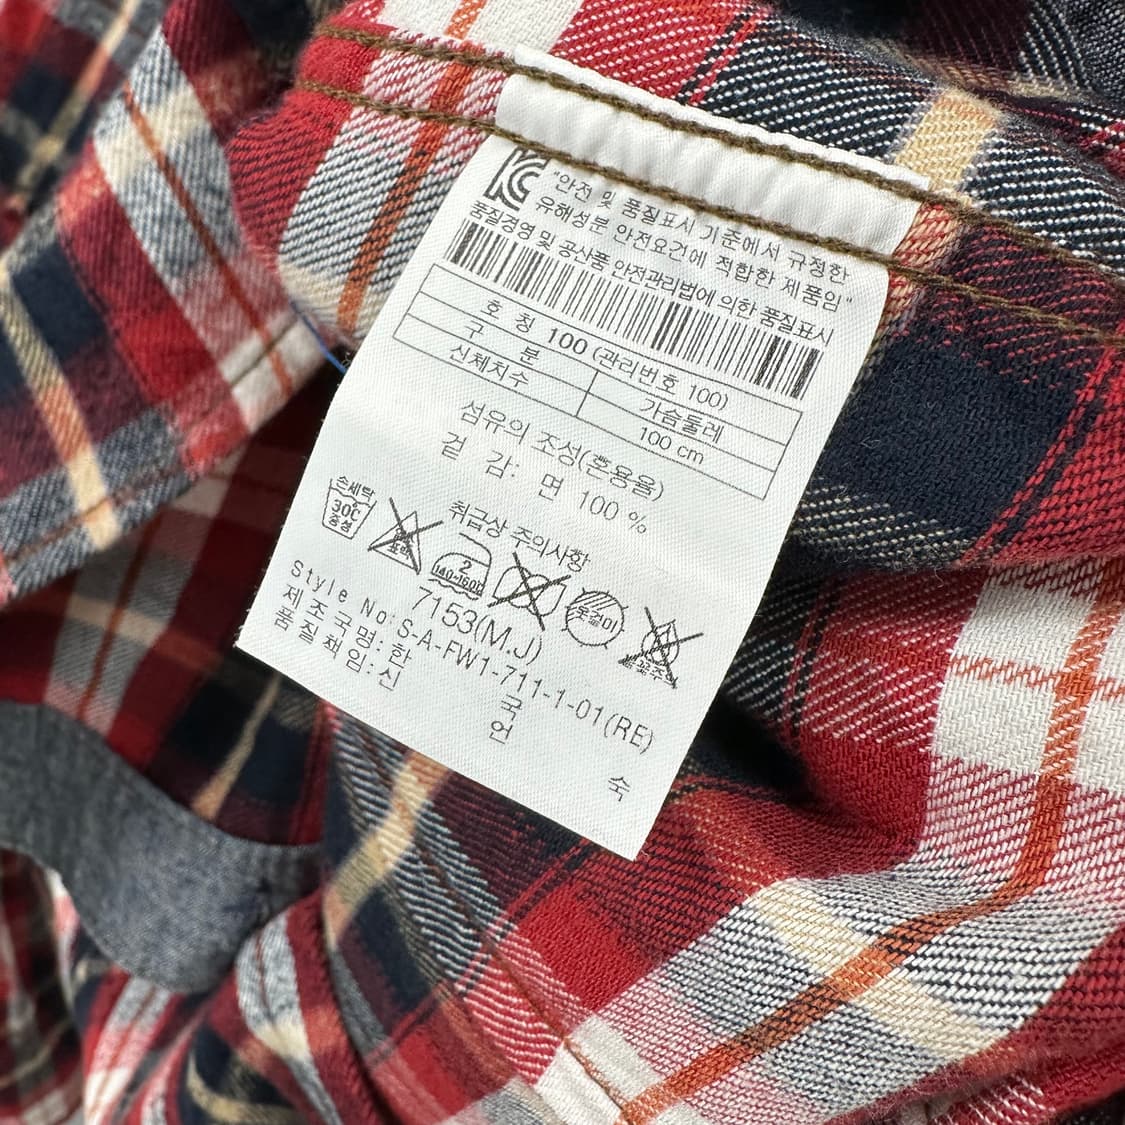 KC
"안전 및 품질표시 기준에서 규정한
유해성분 안전요건에 적합한 제품임"
품질경영 및 공산품 안전관리법에 의한 품질표시
호 칭 100 (관리번호 100)
구 분 가슴둘레
신체치수 100 cm
섬유의 조성(혼용율)
겉 감: 면 100 %
취급상 주의사항
손세탁 30℃ 중성
표백
2 140~160℃
옷걸이
7153(M.J)
Style No:S-A-FW1-711-1-01(RE)
제 조 국 명: 한 국
품 질 책 임: 신 언 숙